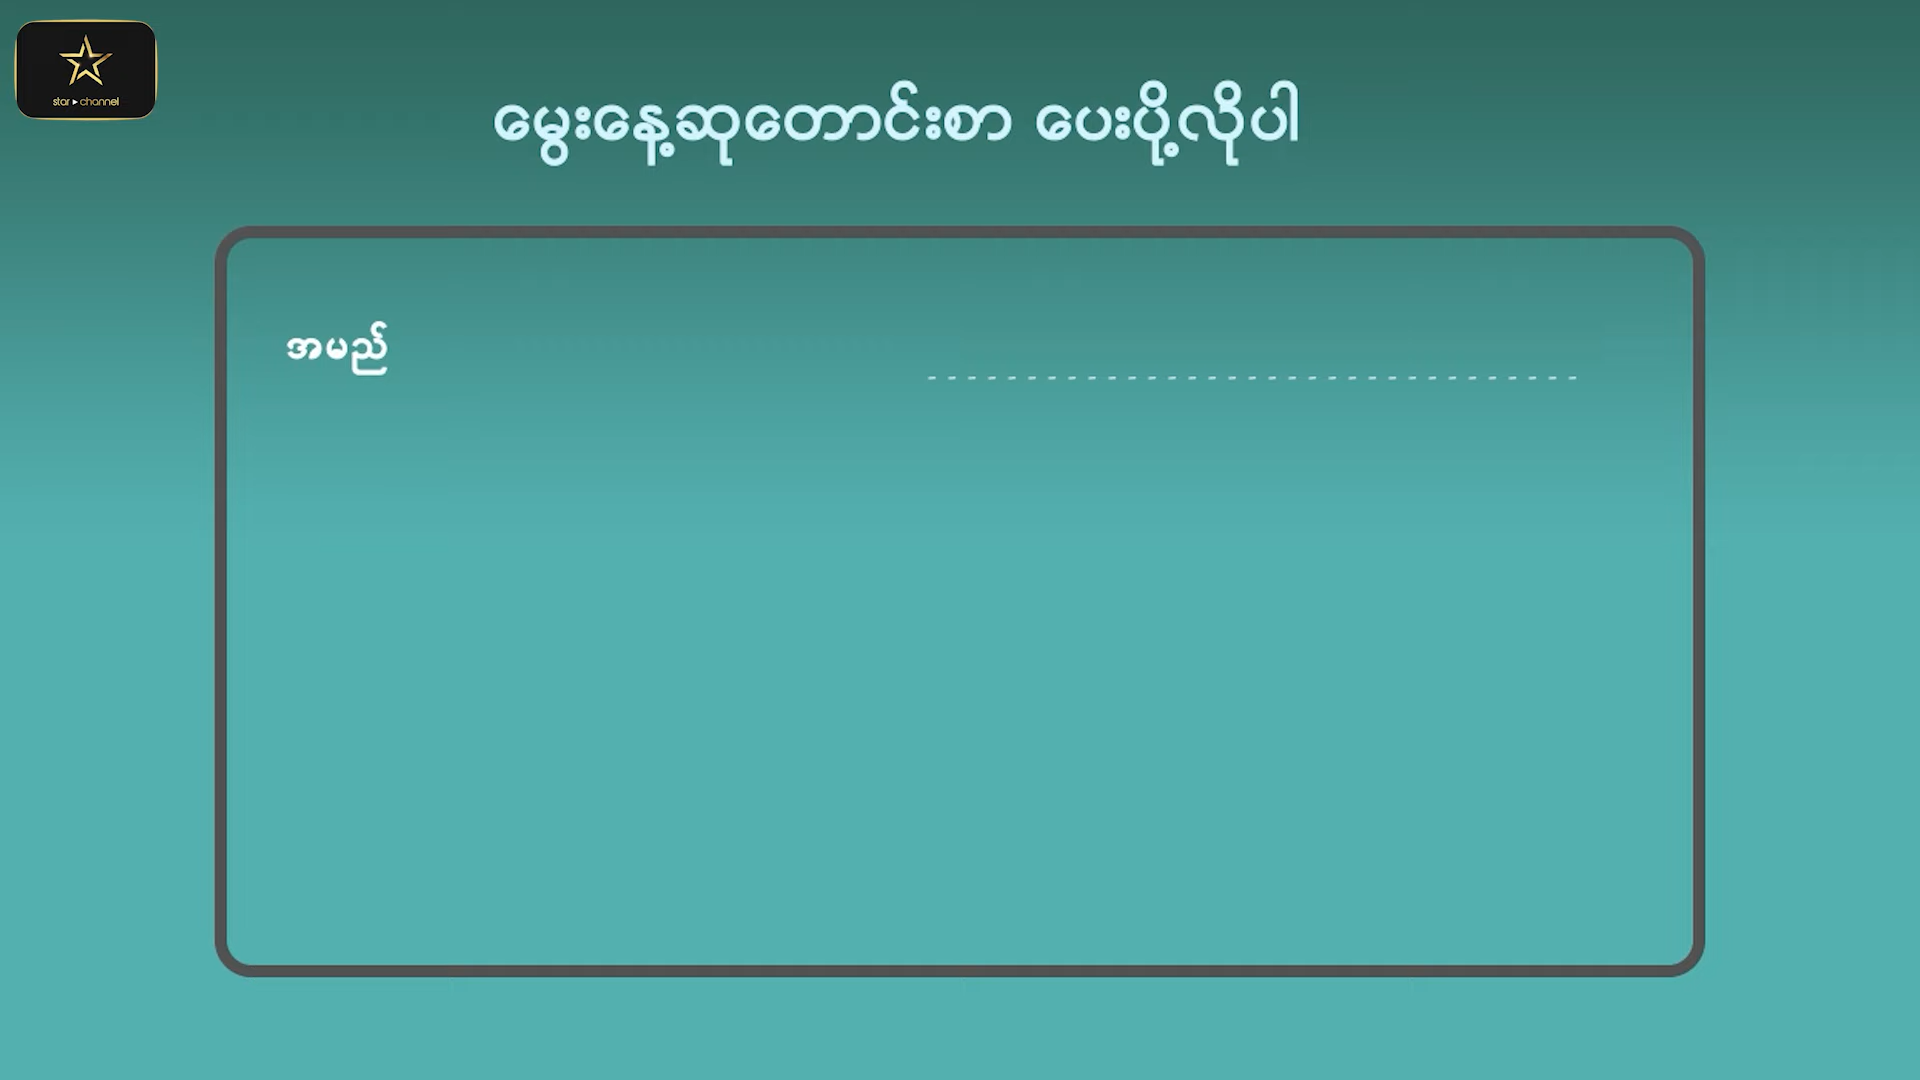 star channel
မွေးနေ့ဆုတောင်းစာ ပေးပို့လိုပါ
အမည်